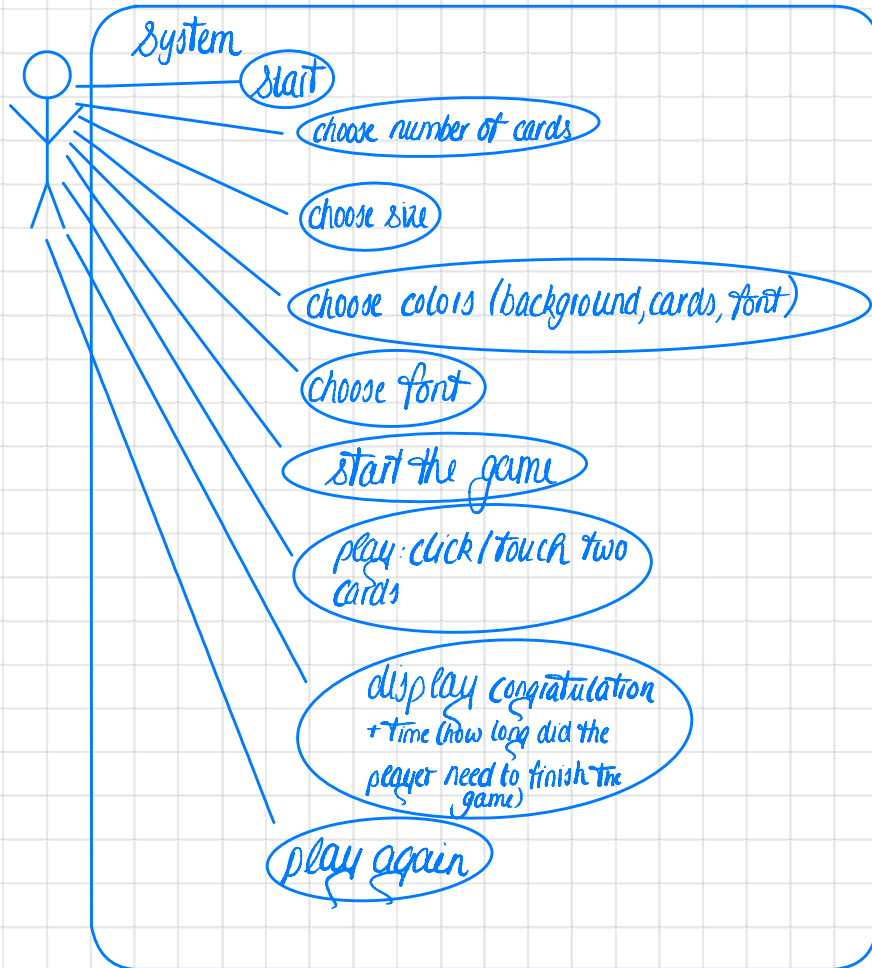 System
start
choose number of cards
choose size
choose colors (background, cards, font)
choose font
start the game
play: click/touch two
cards
display congratulation
+ time (how long did the
player need to finish the
game)
play again